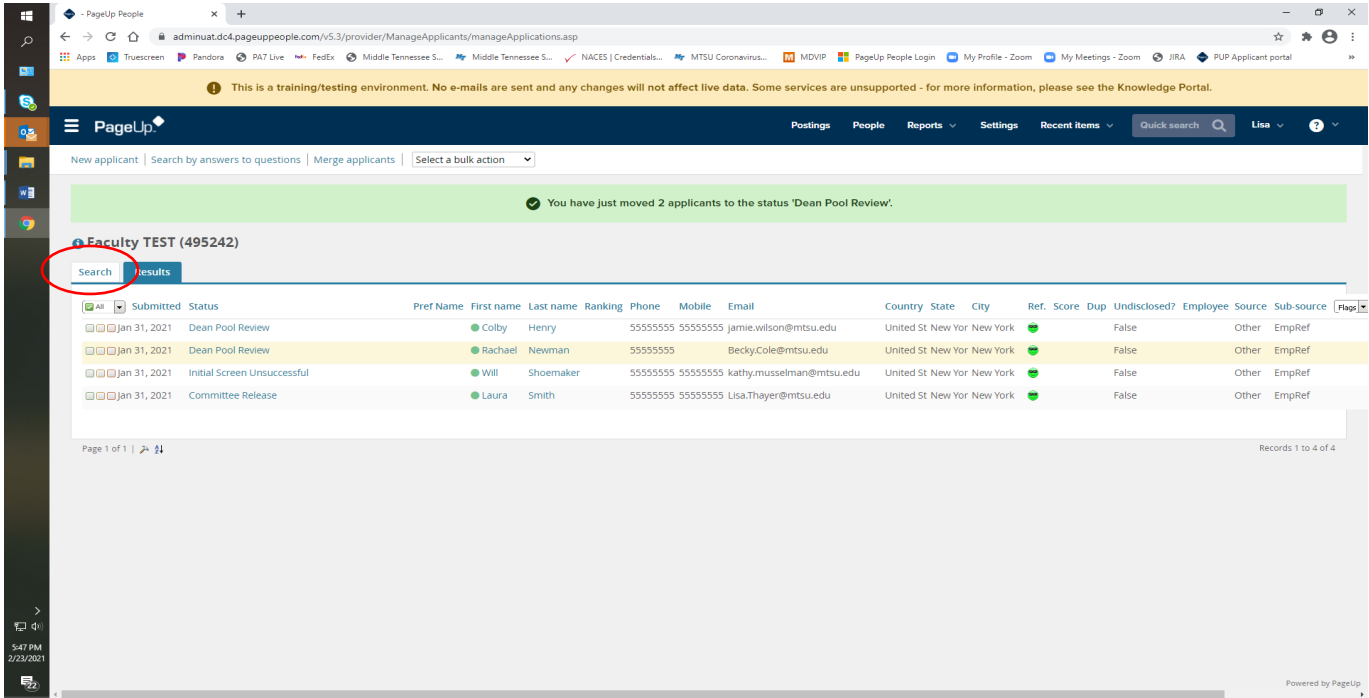 - PageUp People
adminuat.dc4.pageuppeople.com/v5.3/provider/ManageApplicants/manageApplications.asp
Apps Truescreen Pandora PA7 Live FedEx Middle Tennessee S... Middle Tennessee S... NACES | Credentials... MTSU Coronavirus... MDVIP PageUp People Login My Profile - Zoom My Meetings - Zoom JIRA PUP Applicant portal »
This is a training/testing environment. No e-mails are sent and any changes will not affect live data. Some services are unsupported - for more information, please see the Knowledge Portal.
PageUp Postings People Reports Settings Recent items Quick search Lisa ?
New applicant | Search by answers to questions | Merge applicants | Select a bulk action
You have just moved 2 applicants to the status 'Dean Pool Review'.
Faculty TEST (495242)
Search Results
All Submitted Status Pref Name First name Last name Ranking Phone Mobile Email Country State City Ref. Score Dup Undisclosed? Employee Source Sub-source Flags
Jan 31, 2021 Dean Pool Review Colby Henry 55555555 55555555 jamie.wilson@mtsu.edu United St New Yor New York False Other EmpRef
Jan 31, 2021 Dean Pool Review Rachael Newman 55555555 Becky.Cole@mtsu.edu United St New Yor New York False Other EmpRef
Jan 31, 2021 Initial Screen Unsuccessful Will Shoemaker 55555555 55555555 kathy.musselman@mtsu.edu United St New Yor New York False Other EmpRef
Jan 31, 2021 Committee Release Laura Smith 55555555 55555555 Lisa.Thayer@mtsu.edu United St New Yor New York False Other EmpRef
Page 1 of 1 | Records 1 to 4 of 4
5:47 PM
2/23/2021
22
Powered by PageUp